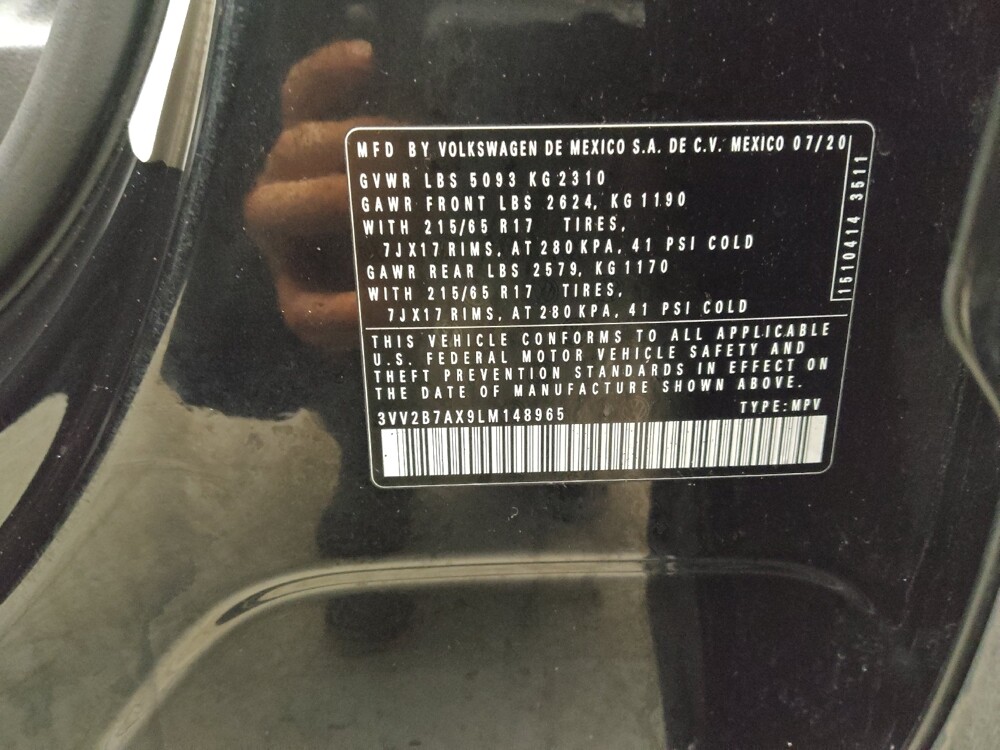 MFD BY VOLKSWAGEN DE MEXICO S.A. DE C.V. MEXICO 07/20
GVWR LBS 5093 KG 2310
GAWR FRONT LBS 2624, KG 1190
WITH 215/65 R17 TIRES,
7JX17 RIMS, AT 280 KPA, 41 PSI COLD
GAWR REAR LBS 2579, KG 1170
WITH 215/65 R17 TIRES,
7JX17 RIMS, AT 280 KPA, 41 PSI COLD
1510414 3511
THIS VEHICLE CONFORMS TO ALL APPLICABLE
U.S. FEDERAL MOTOR VEHICLE SAFETY AND
THEFT PREVENTION STANDARDS IN EFFECT ON
THE DATE OF MANUFACTURE SHOWN ABOVE.
3VV2B7AX9LM148965 TYPE:MPV